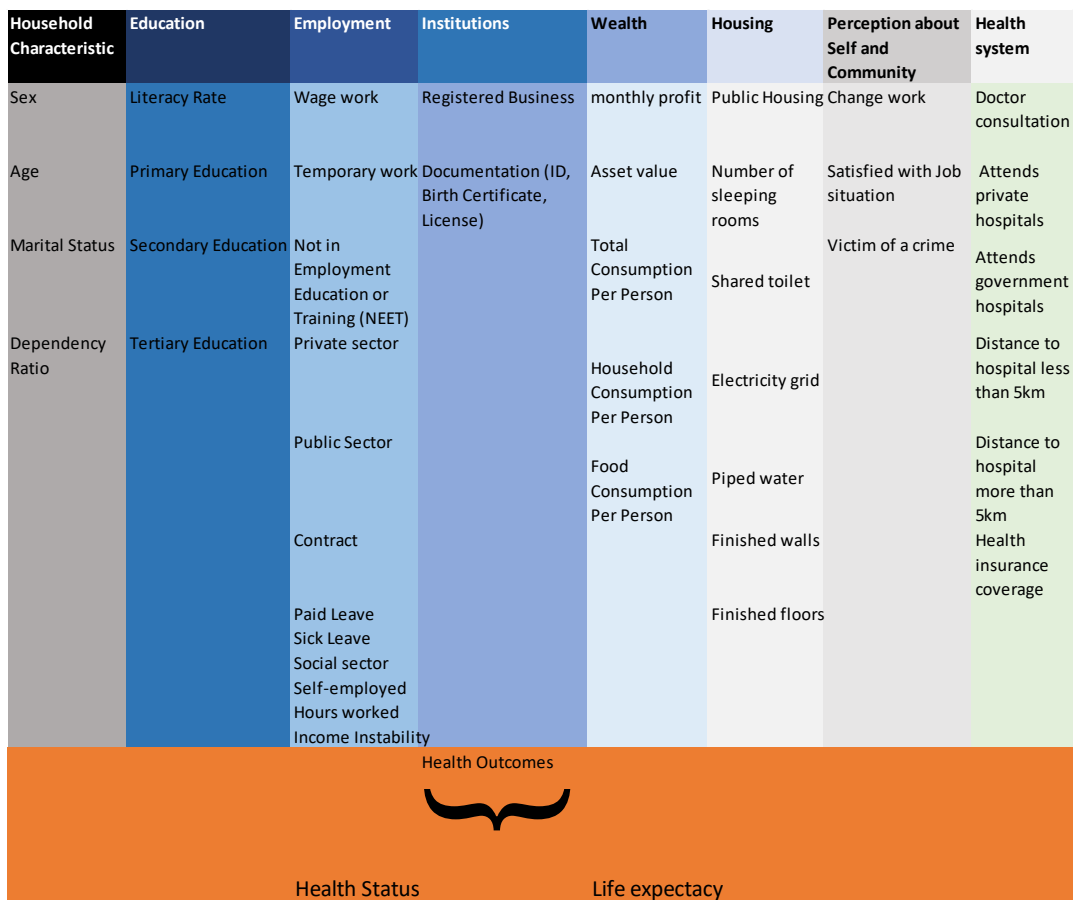 Household
Characteristic
Education
Employment
Institutions
Wealth
Housing
Perception about
Self and
Community
Health
system
Sex
Literacy Rate
Wage work
Registered Business
monthly profit
Public Housing
Change work
Doctor
consultation
Age
Primary Education
Temporary work
Documentation (ID,
Birth Certificate,
License)
Asset value
Number of
sleeping
rooms
Satisfied with Job
situation
Attends
private
hospitals
Marital Status
Secondary Education
Not in
Employment
Education or
Training (NEET)
Total
Consumption
Per Person
Shared toilet
Victim of a crime
Attends
government
hospitals
Dependency
Ratio
Tertiary Education
Private sector
Household
Consumption
Per Person
Electricity grid
Distance to
hospital less
than 5km
Public Sector
Food
Consumption
Per Person
Piped water
Distance to
hospital
more than
5km
Contract
Finished walls
Health
insurance
coverage
Paid Leave
Finished floors
Sick Leave
Social sector
Self-employed
Hours worked
Income Instability
Health Outcomes
Health Status
Life expectacy